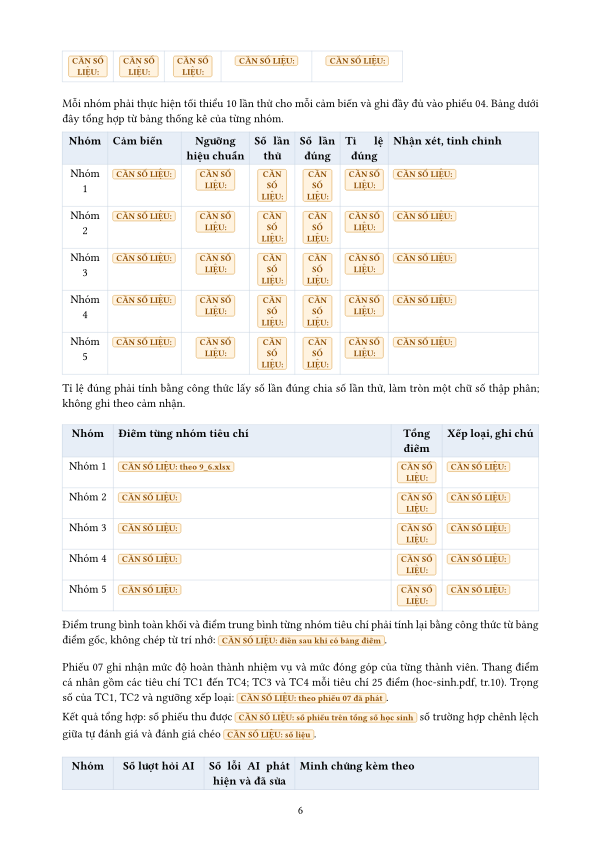 CẦN SỐ LIỆU: CẦN SỐ LIỆU: CẦN SỐ LIỆU: CẦN SỐ LIỆU: CẦN SỐ LIỆU:
Mỗi nhóm phải thực hiện tối thiểu 10 lần thử cho mỗi cảm biến và ghi đầy đủ vào phiếu 04. Bảng dưới
đây tổng hợp từ bảng thống kê của từng nhóm.
Nhóm Cảm biến Ngưỡng hiệu chuẩn Số lần thử Số lần đúng Tỉ lệ đúng Nhận xét, tinh chỉnh
Nhóm 1 CẦN SỐ LIỆU: CẦN SỐ LIỆU: CẦN SỐ LIỆU: CẦN SỐ LIỆU: CẦN SỐ LIỆU: CẦN SỐ LIỆU:
Nhóm 2 CẦN SỐ LIỆU: CẦN SỐ LIỆU: CẦN SỐ LIỆU: CẦN SỐ LIỆU: CẦN SỐ LIỆU: CẦN SỐ LIỆU:
Nhóm 3 CẦN SỐ LIỆU: CẦN SỐ LIỆU: CẦN SỐ LIỆU: CẦN SỐ LIỆU: CẦN SỐ LIỆU: CẦN SỐ LIỆU:
Nhóm 4 CẦN SỐ LIỆU: CẦN SỐ LIỆU: CẦN SỐ LIỆU: CẦN SỐ LIỆU: CẦN SỐ LIỆU: CẦN SỐ LIỆU:
Nhóm 5 CẦN SỐ LIỆU: CẦN SỐ LIỆU: CẦN SỐ LIỆU: CẦN SỐ LIỆU: CẦN SỐ LIỆU: CẦN SỐ LIỆU:
Tỉ lệ đúng phải tính bằng công thức lấy số lần đúng chia số lần thử, làm tròn một chữ số thập phân;
không ghi theo cảm nhận.
Nhóm Điểm từng nhóm tiêu chí Tổng điểm Xếp loại, ghi chú
Nhóm 1 CẦN SỐ LIỆU: theo 9_6.xlsx CẦN SỐ LIỆU: CẦN SỐ LIỆU:
Nhóm 2 CẦN SỐ LIỆU: CẦN SỐ LIỆU: CẦN SỐ LIỆU:
Nhóm 3 CẦN SỐ LIỆU: CẦN SỐ LIỆU: CẦN SỐ LIỆU:
Nhóm 4 CẦN SỐ LIỆU: CẦN SỐ LIỆU: CẦN SỐ LIỆU:
Nhóm 5 CẦN SỐ LIỆU: CẦN SỐ LIỆU: CẦN SỐ LIỆU:
Điểm trung bình toàn khối và điểm trung bình từng nhóm tiêu chí phải tính lại bằng công thức từ bảng
điểm gốc, không chép từ trí nhớ: CẦN SỐ LIỆU: điền sau khi có bảng điểm.
Phiếu 07 ghi nhận mức độ hoàn thành nhiệm vụ và mức đóng góp của từng thành viên. Thang điểm
cá nhân gồm các tiêu chí TC1 đến TC4; TC3 và TC4 mỗi tiêu chí 25 điểm (hoc-sinh.pdf, tr.10). Trọng
số của TC1, TC2 và ngưỡng xếp loại: CẦN SỐ LIỆU: theo phiếu 07 đã phát.
Kết quả tổng hợp: số phiếu thu được CẦN SỐ LIỆU: số phiếu trên tổng số học sinh số trường hợp chênh lệch
giữa tự đánh giá và đánh giá chéo CẦN SỐ LIỆU: số liệu.
Nhóm Số lượt hỏi AI Số lỗi AI phát hiện và đã sửa Minh chứng kèm theo
6